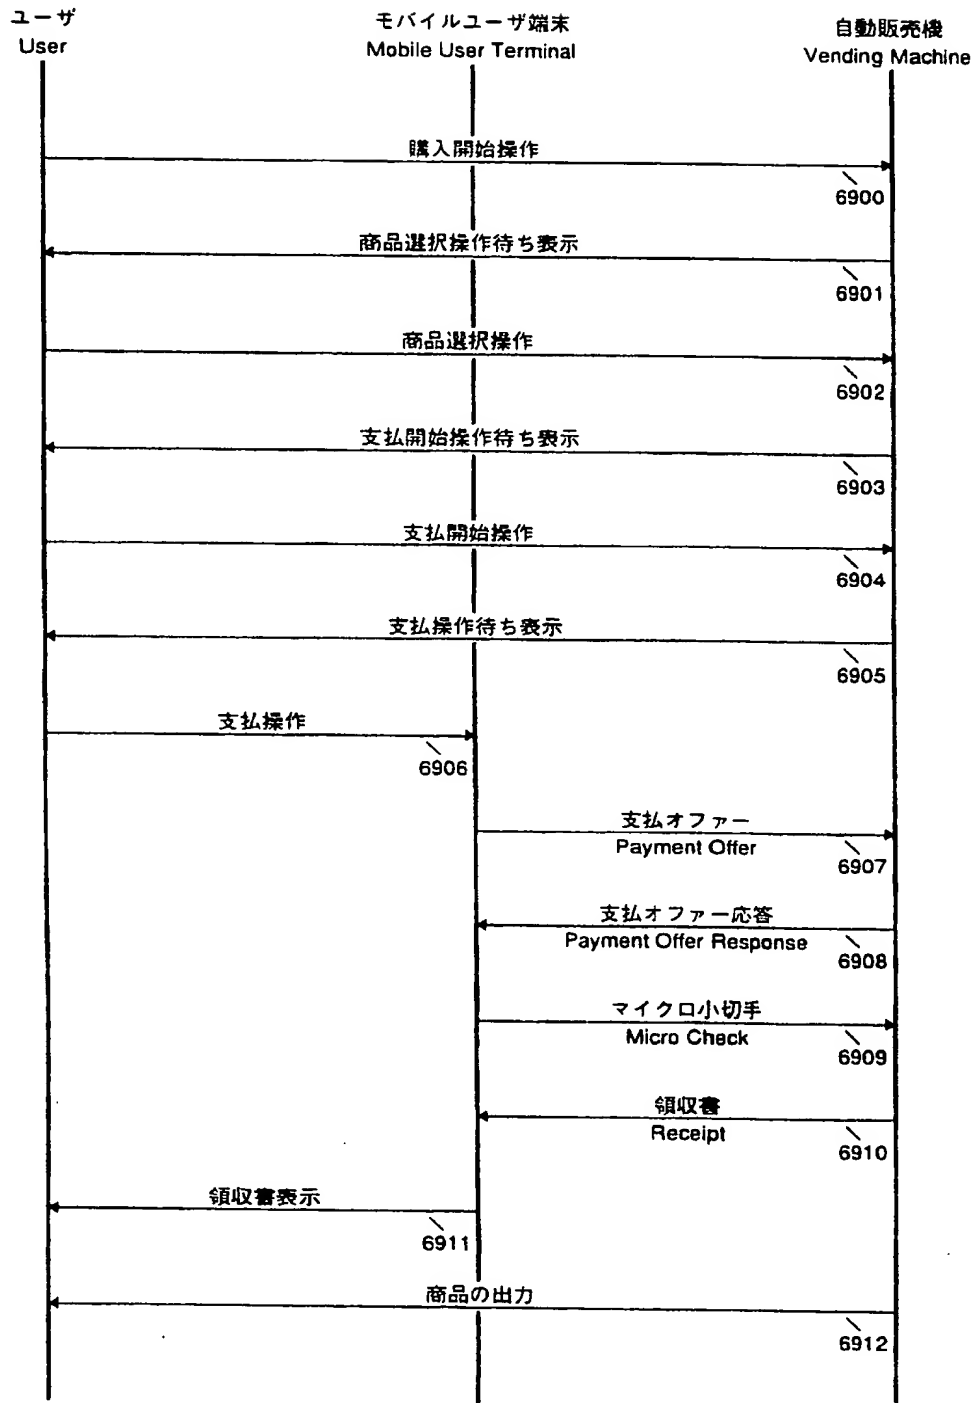 ユーザ
User
モバイルユーザ端末
Mobile User Terminal
自動販売機
Vending Machine
購入開始操作
6900
商品選択操作待ち表示
6901
商品選択操作
6902
支払開始操作待ち表示
6903
支払開始操作
6904
支払操作待ち表示
6905
支払操作
6906
支払オファー
Payment Offer
6907
支払オファー応答
Payment Offer Response
6908
マイクロ小切手
Micro Check
6909
領収書
Receipt
6910
領収書表示
6911
商品の出力
6912